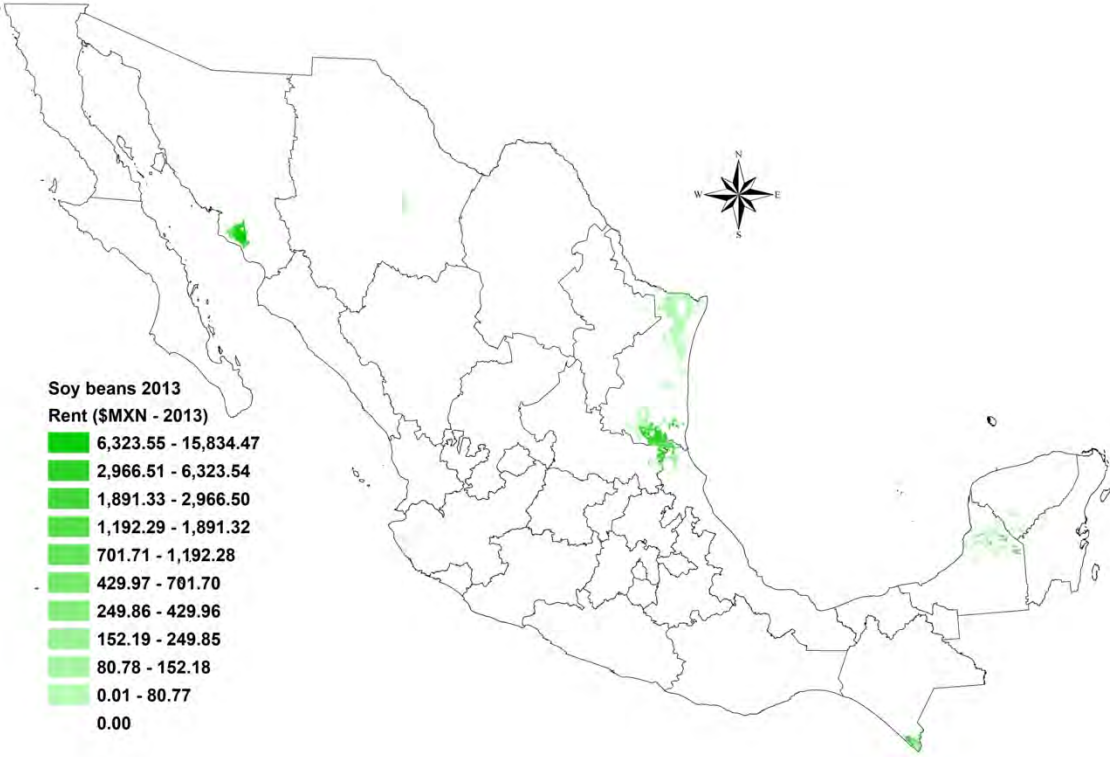 N
W E
S
Soy beans 2013
Rent ($MXN - 2013)
6,323.55 - 15,834.47
2,966.51 - 6,323.54
1,891.33 - 2,966.50
1,192.29 - 1,891.32
701.71 - 1,192.28
429.97 - 701.70
249.86 - 429.96
152.19 - 249.85
80.78 - 152.18
0.01 - 80.77
0.00